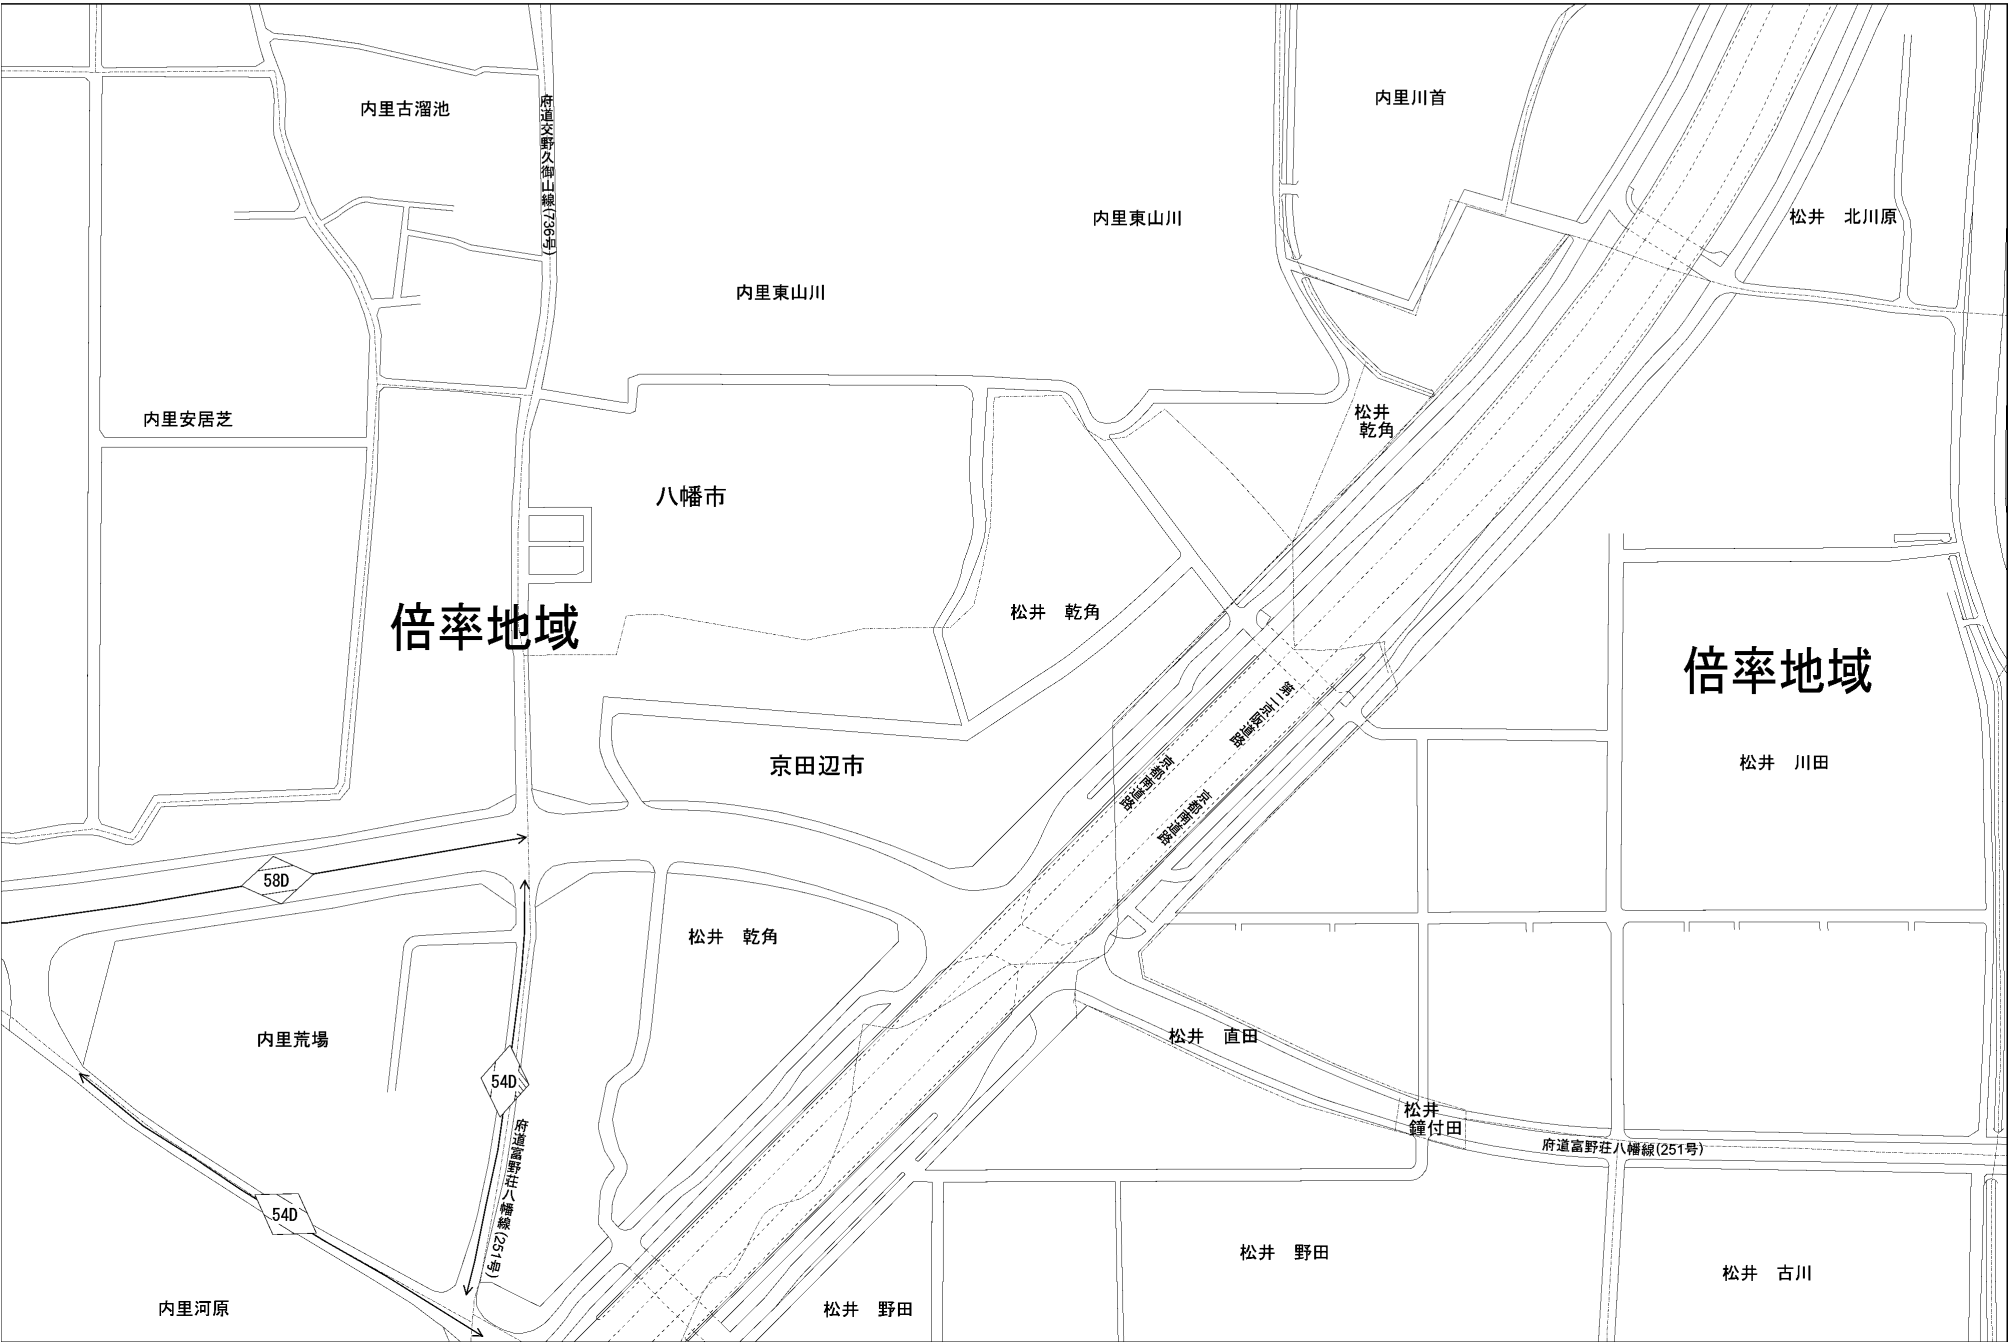 内里古溜池
府道交野久御山線(736号)
内里川首
内里東山川
松井　北川原
内里東山川
内里安居芝
松井
乾角
八幡市
松井　乾角
倍率地域
倍率地域
第二京阪道路
京田辺市
京都南道路
京都南道路
松井　川田
58D
松井　乾角
内里荒場
松井　直田
54D
松井
鐘付田
府道富野荘八幡線(251号)
府道富野荘八幡線(251号)
54D
松井　野田
松井　古川
内里河原
松井　野田